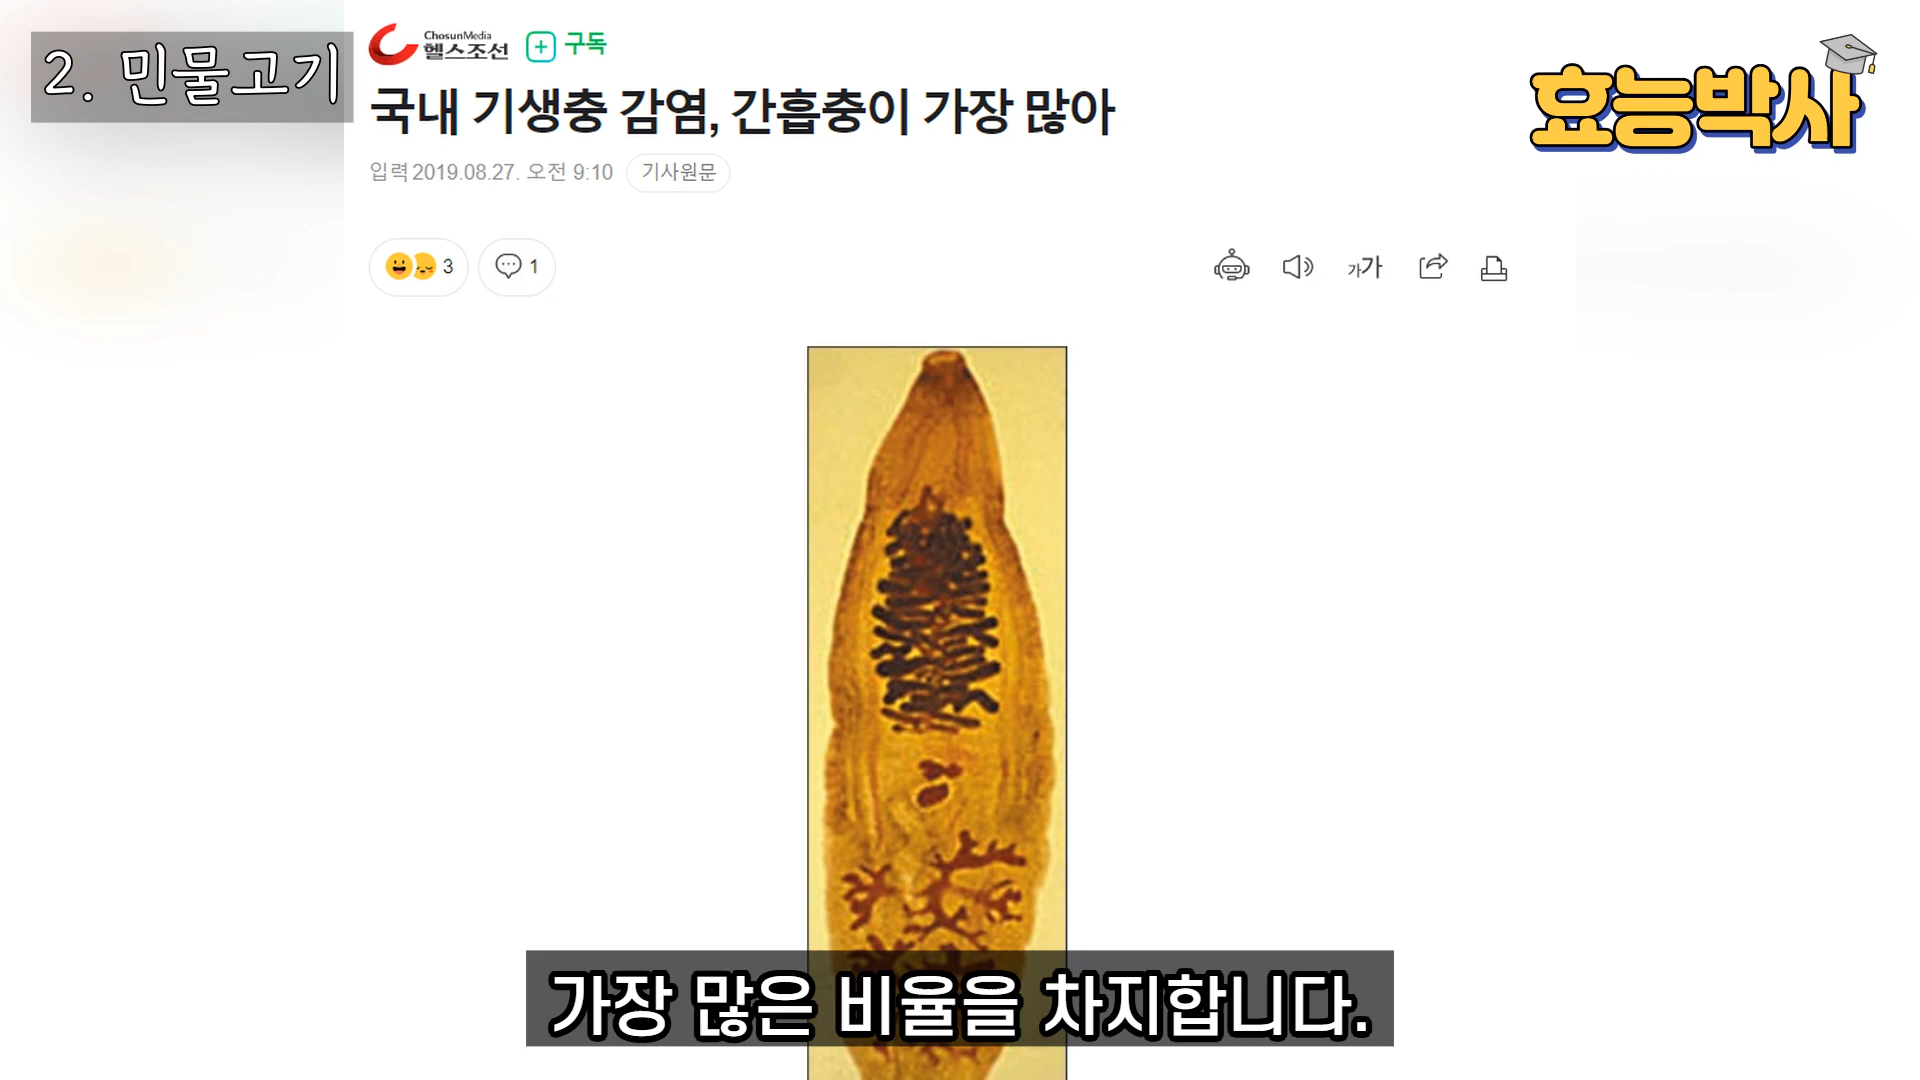 2. 민물고기
ChosunMedia
헬스조선
구독
효능박사
국내 기생충 감염, 간흡충이 가장 많아
입력 2019.08.27. 오전 9:10
기사원문
3
1
가가
가장 많은 비율을 차지합니다.